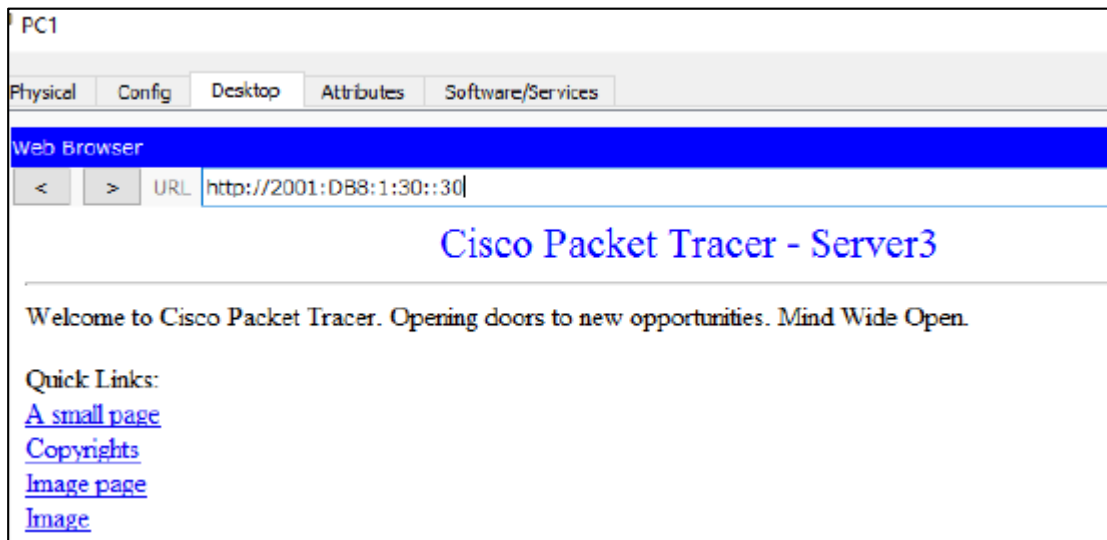 PC1
Physical Config Desktop Attributes Software/Services
Web Browser
< > URL http://2001:DB8:1:30::30
Cisco Packet Tracer - Server3
Welcome to Cisco Packet Tracer. Opening doors to new opportunities. Mind Wide Open.
Quick Links:
A small page
Copyrights
Image page
Image